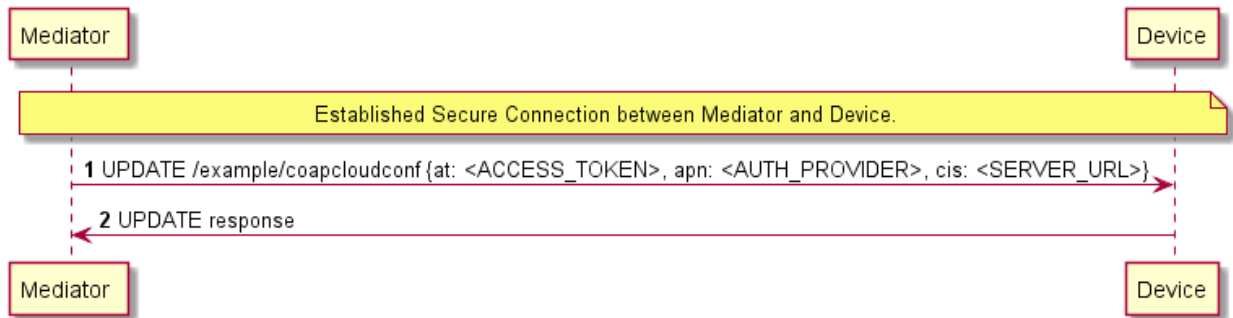 Mediator
Device
Established Secure Connection between Mediator and Device.
1 UPDATE /example/coapcloudconf {at: <ACCESS_TOKEN>, apn: <AUTH_PROVIDER>, cis: <SERVER_URL>}
2 UPDATE response
Mediator
Device